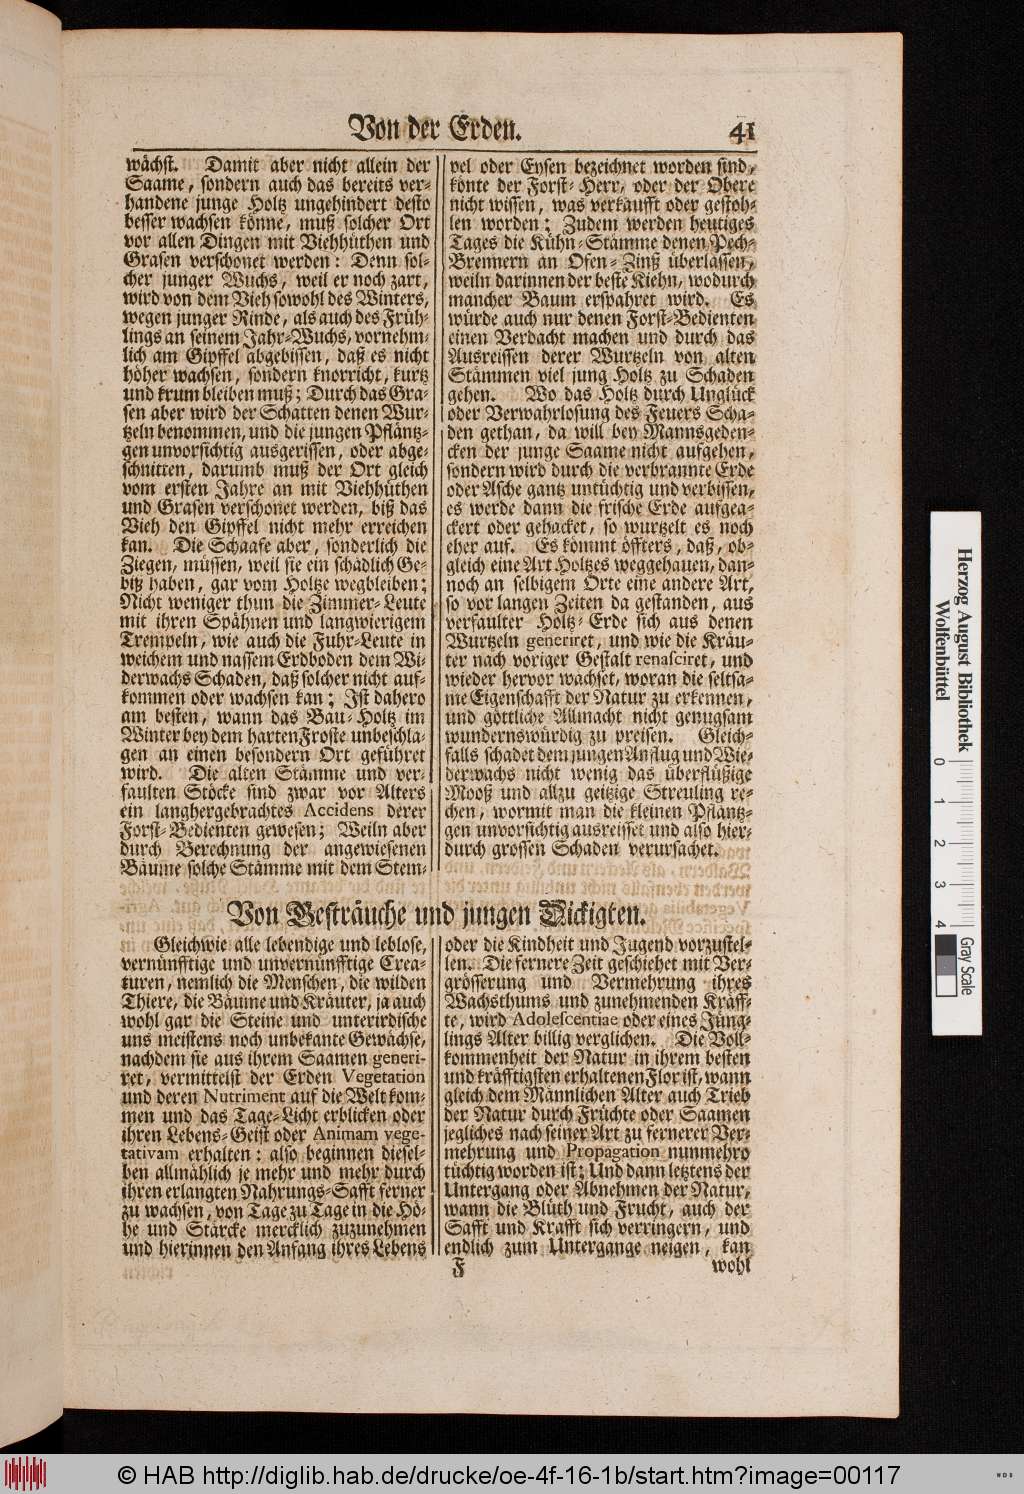 Von der Erden. 41
wächst. Damit aber nicht allein der
Saame, sondern auch das bereits ver-
handene junge Holtz ungehindert desto
besser wachsen könne, muß solcher Ort
vor allen Dingen mit Viehhüthen und
Grasen verschonet werden: Denn sol-
cher junger Wuchs, weil er noch zart,
wird von dem Vieh sowohl des Winters,
wegen junger Rinde, als auch des Früh-
lings an seinem Jahr-Wuchs, vornehm-
lich am Gipffel abgebissen, daß es nicht
höher wachsen, sondern knorricht, kurtz
und krum bleiben muß; Durch das Gra-
sen aber wird der Schatten denen Wur-
tzeln benommen, und die jungen Pfläntz-
gen unvorsichtig ausgerissen, oder abge-
schnitten, darumb muß der Ort gleich
vom ersten Jahre an mit Viehhüthen
und Grasen verschonet werden, biß das
Vieh den Gipffel nicht mehr erreichen
kan. Die Schaafe aber, sonderlich die
Ziegen, müssen, weil sie ein schädlich Ge-
biß haben, gar vom Holtze wegbleiben;
Nicht weniger thun die Zimmer-Leute
mit ihren Spähnen und langwierigem
Trempeln, wie auch die Fuhr-Leute in
weichem und nassem Erdboden dem Wi-
derwachs Schaden, daß solcher nicht auf-
kommen oder wachsen kan; Ist dahero
am besten, wann das Bau-Holtz im
Winter bey dem harten Froste unbeschla-
gen an einen besondern Ort geführet
wird. Die alten Stämme und ver-
faulten Stöcke sind zwar vor Alters
ein langhergebrachtes Accidens derer
Forst-Bedienten gewesen; Weiln aber
durch Berechnung der angewiesenen
Bäume solche Stämme mit dem Stem-
pel oder Eysen bezeichnet worden sind,
könte der Forst-Herr, oder der Obere
nicht wissen, was verkaufft oder gestoh-
len worden; Zudem werden heutiges
Tages die Kühn-Stämme denen Pech-
Brennern an Ofen-Zinß überlassen,
weiln darinnen der beste Kiehn, wodurch
mancher Baum erspahret wird. Es
würde auch nur denen Forst-Bedienten
einen Verdacht machen und durch das
Ausreissen derer Wurtzeln von alten
Stämmen viel jung Holtz zu Schaden
gehen. Wo das Holtz durch Unglück
oder Verwahrlosung des Feuers Scha-
den gethan, da will bey Mannsgeden-
cken der junge Saame nicht aufgehen,
sondern wird durch die verbrannte Erde
oder Asche gantz untüchtig und verbissen,
es werde dann die frische Erde aufgea-
ckert oder gehacket, so wurtzelt es noch
eher auf. Es kömmt öffters, daß, ob-
gleich eine Art Holtzes weggehauen, dan-
noch an selbigem Orte eine andere Art,
so vor langen Zeiten da gestanden, aus
verfaulter Holtz-Erde sich aus denen
Wurtzeln generiret, und wie die Kräu-
ter nach voriger Gestalt renasciret, und
wieder hervor wachset, woran die seltsa-
me Eigenschafft der Natur zu erkennen,
und göttliche Allmacht nicht genugsam
wundernswürdig zu preisen. Gleich-
falls schadet dem jungen Anflug und Wie-
derwachs nicht wenig das überflüßige
Mooß und allzu geitzige Streuling re-
chen, wormit man die kleinen Pfläntz-
gen unvorsichtig ausreisset und also hier-
durch grossen Schaden verursachet.
Von Gesträuche und jungen Dickigten.
Gleichwie alle lebendige und leblose,
vernünfftige und unvernünfftige Crea-
turen, nemlich die Menschen, die wilden
Thiere, die Bäume und Kräuter, ja auch
wohl gar die Steine und unterirdische
uns meistens noch unbekante Gewächse,
nachdem sie aus ihrem Saamen generi-
ret, vermittelst der Erden Vegetation
und deren Nutriment auf die Welt kom-
men und das Tage-Licht erblicken oder
ihren Lebens-Geist oder Animam vege-
tativam erhalten: also beginnen diesel-
ben allmählich je mehr und mehr durch
ihren erlangten Nahrungs-Safft ferner
zu wachsen, von Tage zu Tage in die Hö-
he und Stärcke mercklich zuzunehmen
und hierinnen den Anfang ihres Lebens
oder die Kindheit und Jugend vorzustel-
len. Die fernere Zeit geschiehet mit Ver-
grösserung und Vermehrung ihres
Wachsthums und zunehmenden Kräff-
te, wird Adolescentiae oder eines Jüng-
lings Alter billig verglichen. Die Voll-
kommenheit der Natur in ihrem besten
und kräfftigsten erhaltenen Flor ist, wann
gleich dem Männlichen Alter auch Trieb
der Natur durch Früchte oder Saamen
jegliches nach seiner Art zu fernerer Ver-
mehrung und Propagation nunmehro
tüchtig worden ist; Und dann letztens der
Untergang oder Abnehmen der Natur,
wann die Blüth und Frucht, auch der
Safft und Krafft sich verringern, und
endlich zum Untergange neigen, kan
F wohl
Herzog August Bibliothek
Wolfenbüttel
0 1 2 3 4
Gray Scale
© HAB http://diglib.hab.de/drucke/oe-4f-16-1b/start.htm?image=00117